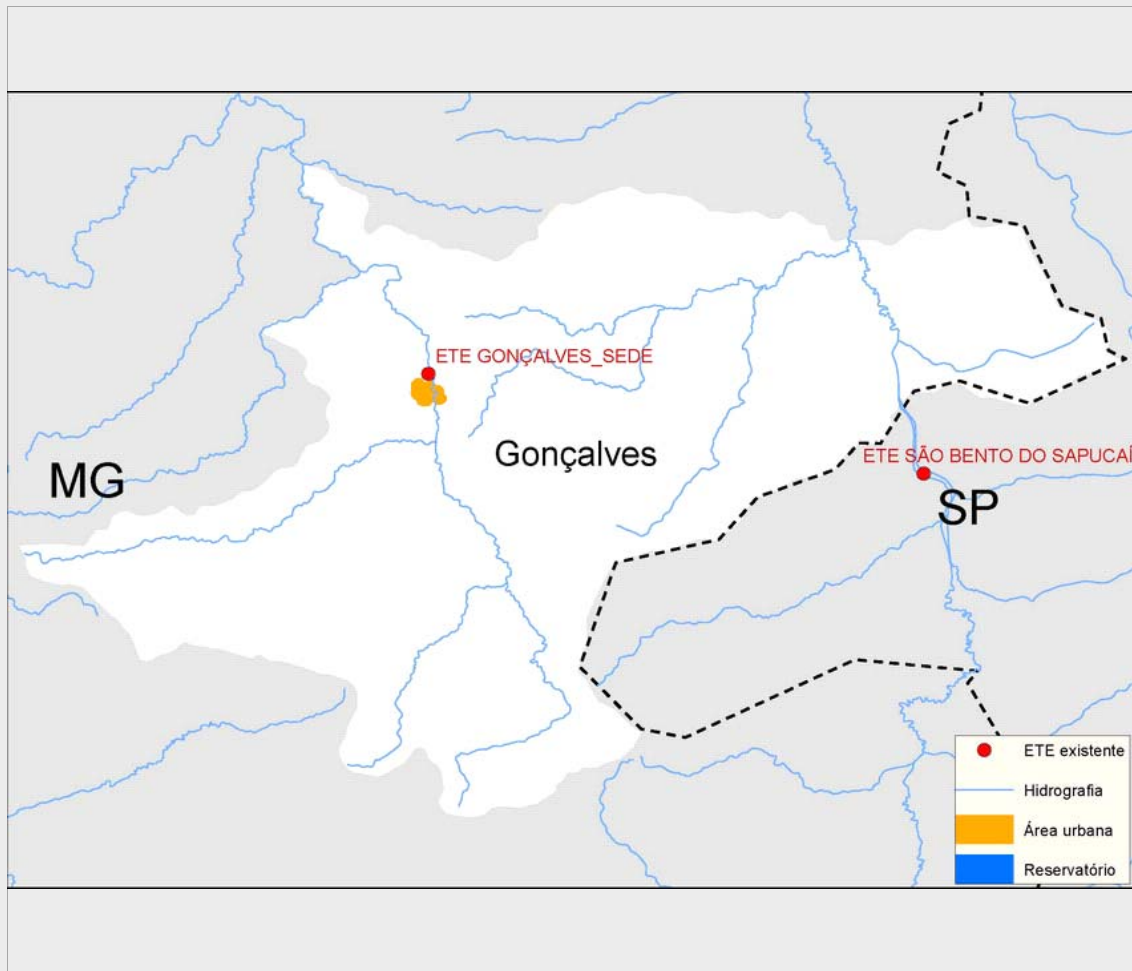 ETE GONÇALVES_SEDE
Gonçalves
MG
ETE SÃO BENTO DO SAPUCAÍ
SP
ETE existente
Hidrografia
Área urbana
Reservatório